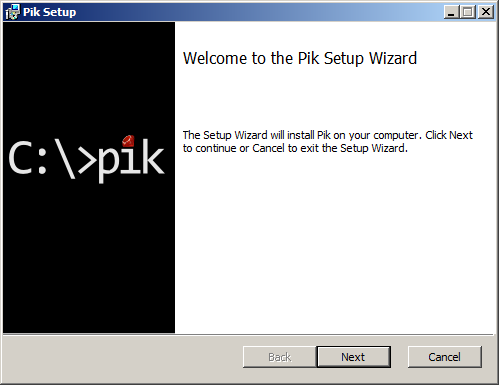 Pik Setup
Welcome to the Pik Setup Wizard
C:\>pik
The Setup Wizard will install Pik on your computer. Click Next
to continue or Cancel to exit the Setup Wizard.
Back
Next
Cancel